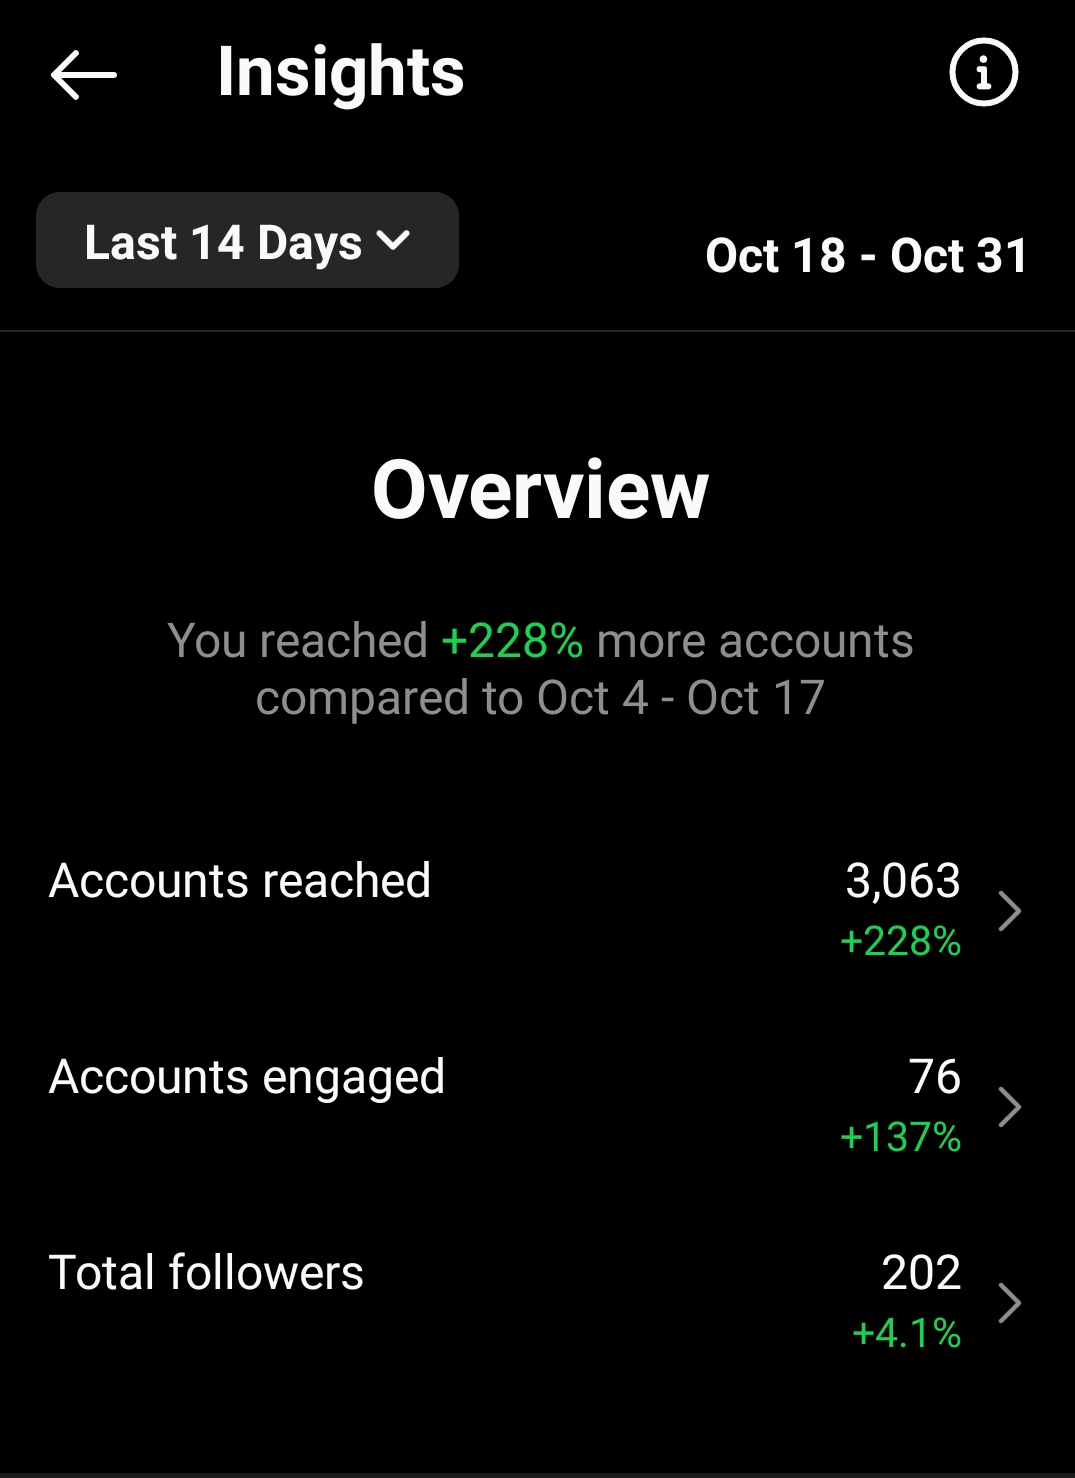 Insights
Last 14 Days
Oct 18 - Oct 31
Overview
You reached +228% more accounts
compared to Oct 4 - Oct 17
Accounts reached
3,063
+228%
Accounts engaged
76
+137%
Total followers
202
+4.1%